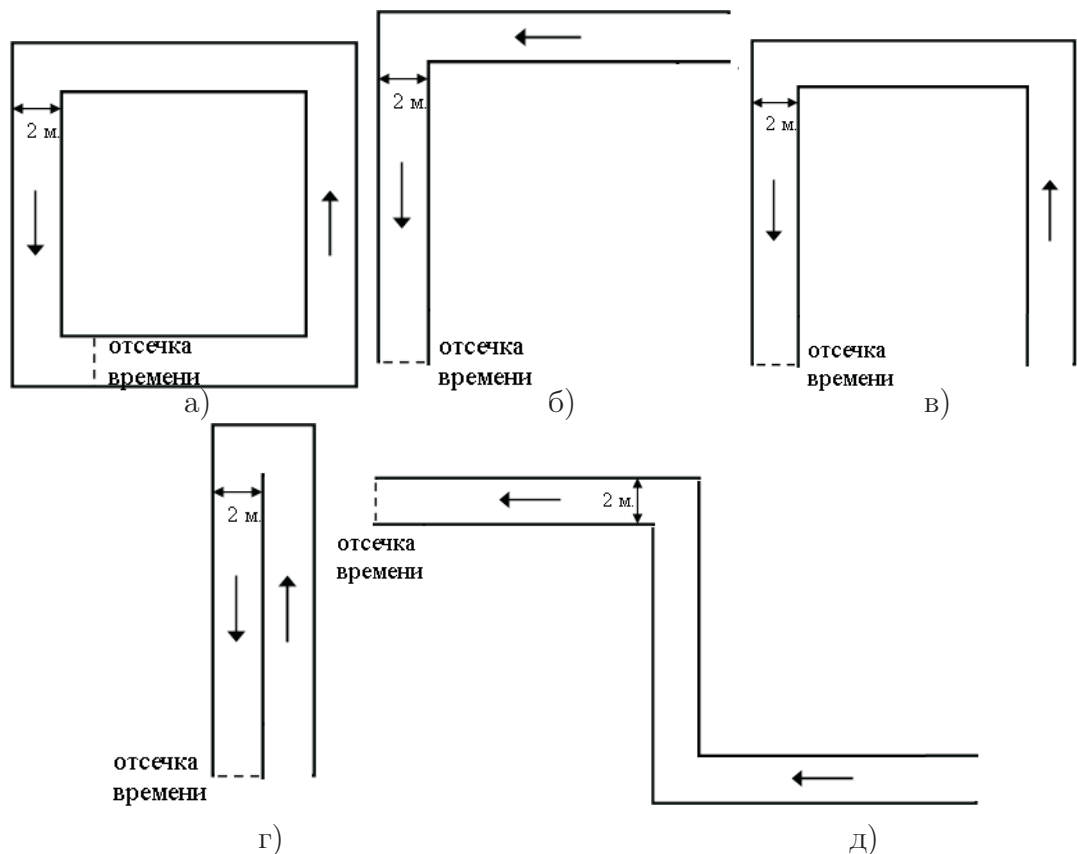 2 м.
отсечка
времени
а)
2 м.
отсечка
времени
б)
2 м.
отсечка
времени
в)
2 м.
отсечка
времени
г)
2 м.
отсечка
времени
д)